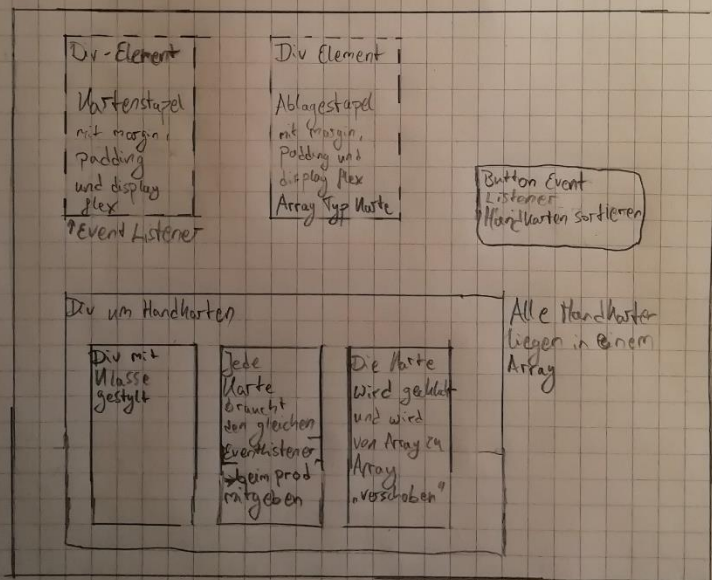 Div-Element
Kartenstapel
mit margin,
padding
und display
flex
↑Event Listener
Div Element
Ablagestapel
mit margin,
Padding und
display flex
Array Typ Karte
Button Event
Listener
Handkarten sortieren
Div um Handkarten
Div mit
Klasse
gestylt
Jede
Karte
braucht
den gleichen
Eventlistener
→ beim prod
mitgeben
Die Karte
wird geklickt
und wird
von Array zu
Array
„verschoben"
Alle Handkarten
liegen in einem
Array